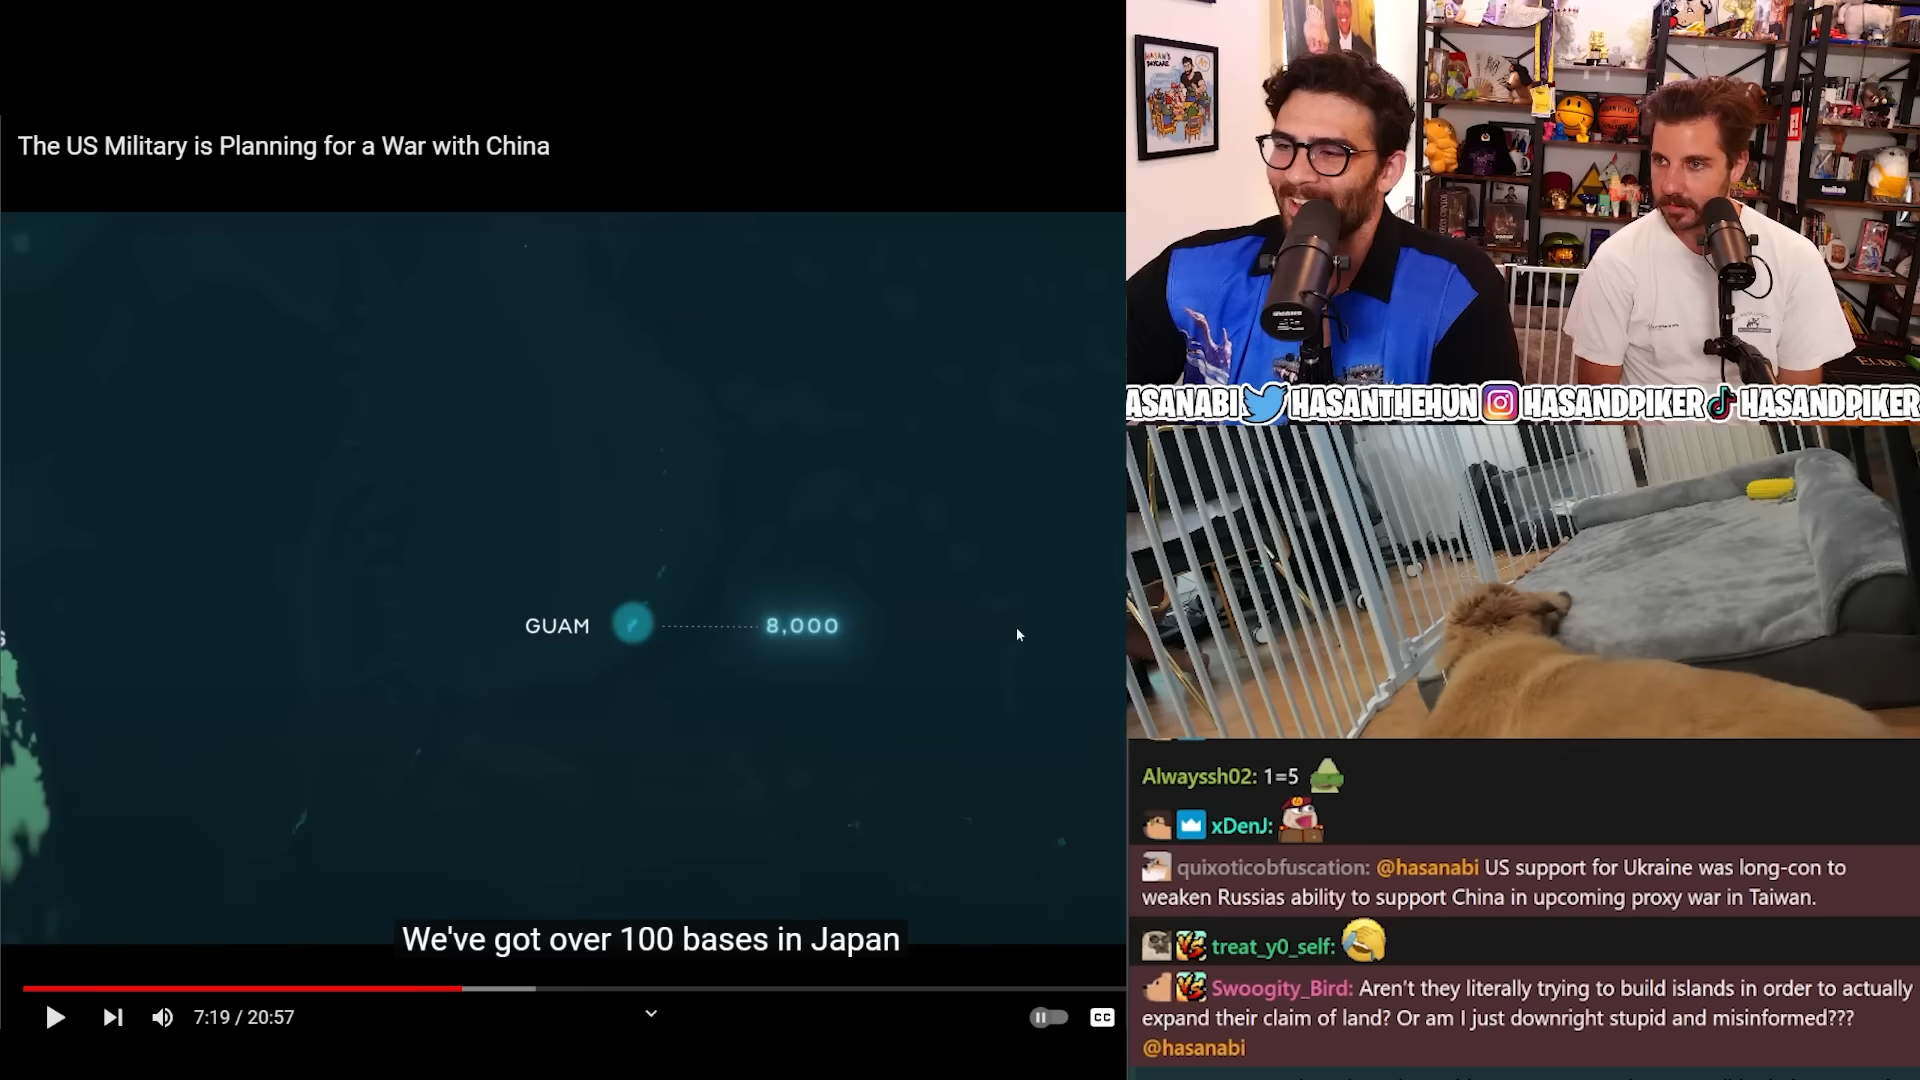 The US Military is Planning for a War with China
GUAM
8,000
S
We've got over 100 bases in Japan
7:19 / 20:57
CC
HASAN'S
DAYCARE
ELDEN
ASANABI HASANTHEHUN HASANDPIKER HASANDPIKER
Alwayssh02: 1=5
xDenJ:
quixoticobfuscation: @hasanabi US support for Ukraine was long-con to
weaken Russias ability to support China in upcoming proxy war in Taiwan.
treat_y0_self:
Swoogity_Bird: Aren't they literally trying to build islands in order to actually
expand their claim of land? Or am I just downright stupid and misinformed???
@hasanabi